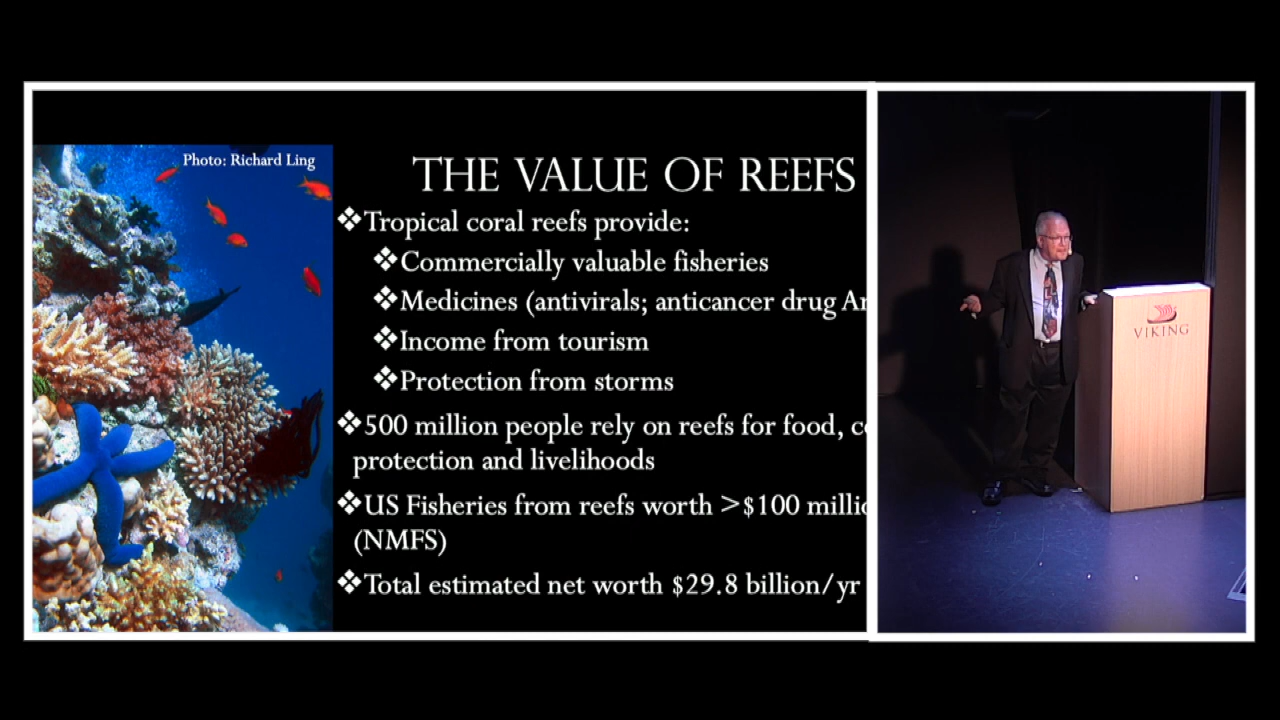 Photo: Richard Ling
THE VALUE OF REEFS
❖Tropical coral reefs provide:
❖Commercially valuable fisheries
❖Medicines (antivirals; anticancer drug
❖Income from tourism
❖Protection from storms
❖500 million people rely on reefs for food,
protection and livelihoods
❖US Fisheries from reefs worth >$100
(NMFS)
❖Total estimated net worth $29.8 billion/yr
VIKING